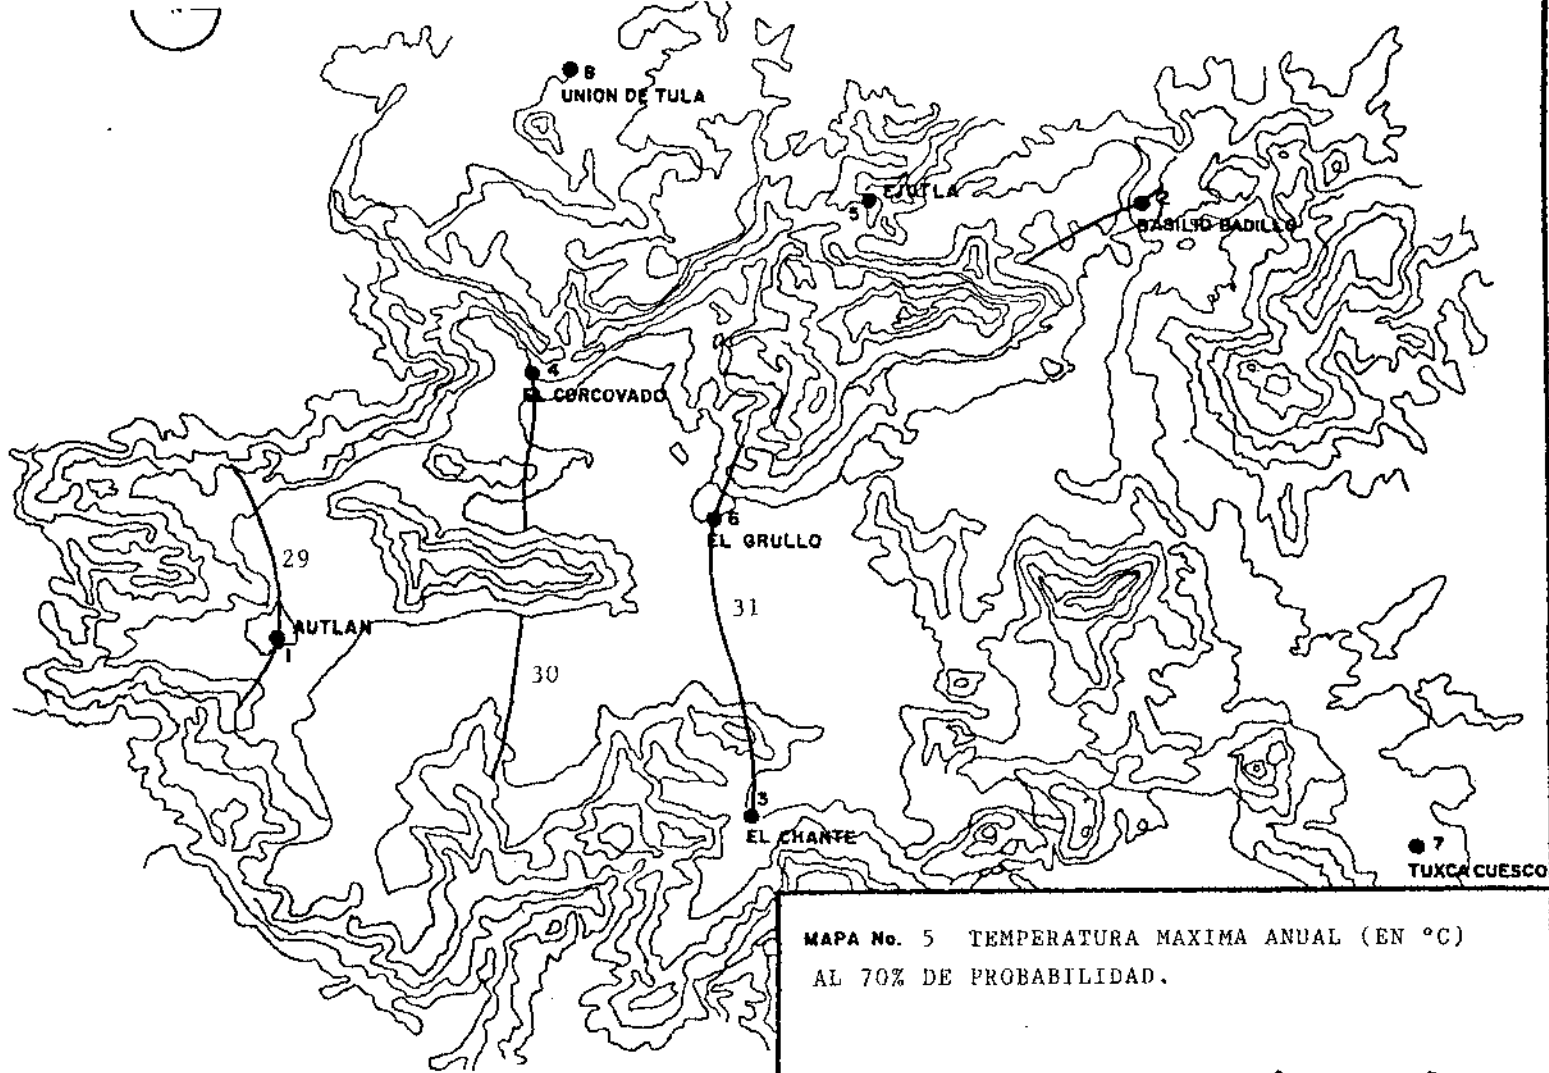 8
UNION DE TULA
EJUTLA
5
2
BASILIO BADILLO
4
EL CORCOVADO
6
EL GRULLO
29
31
AUTLAN
1
30
3
EL CHANTE
7
TUXCACUESCO
MAPA No. 5 TEMPERATURA MAXIMA ANUAL (EN °C)
AL 70% DE PROBABILIDAD.